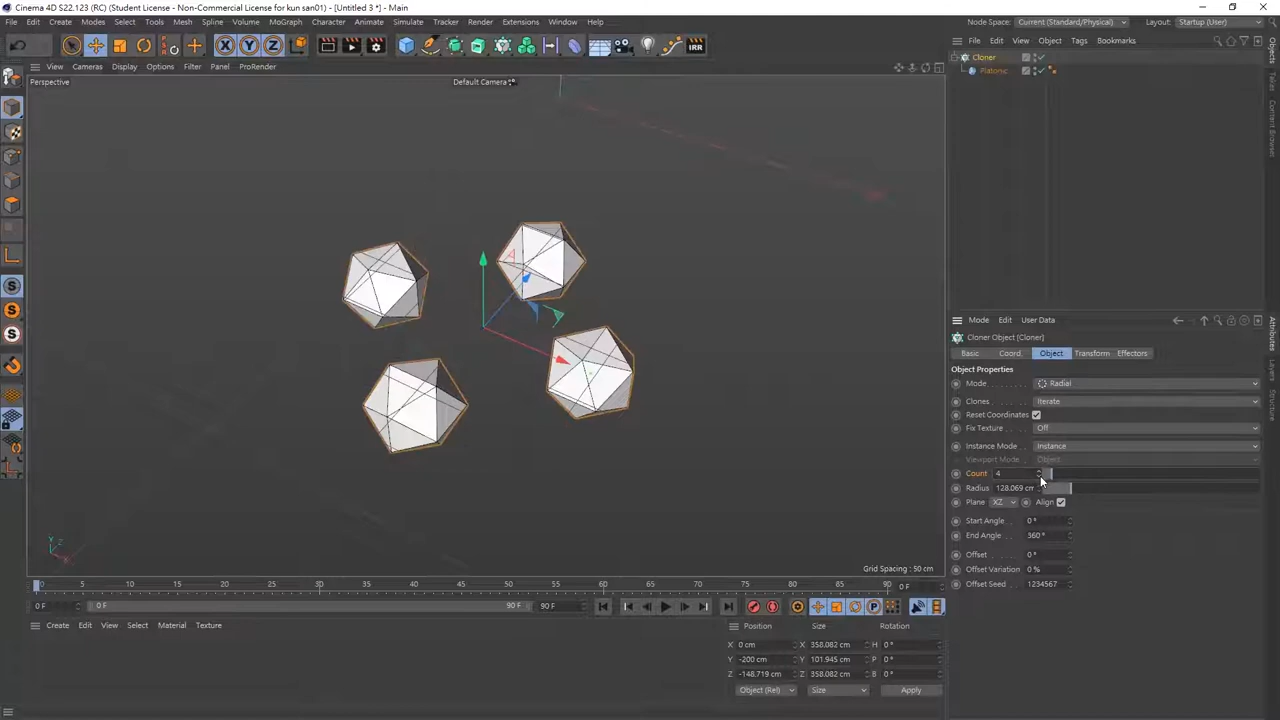 Cinema 4D S22.123 (RC) (Student License - Non-Commercial License for kun san01) - [Untitled 3 *] - Main
File Edit Create Modes Select Tools Mesh Spline Volume MoGraph Character Animate Simulate Tracker Render Extensions Window Help
Node Space: Current (Standard/Physical) Layout: Startup (User)
X Y Z IRR
File Edit View Object Tags Bookmarks
View Cameras Display Options Filter Panel ProRender
Cloner
Platonic
Perspective
Default Camera
Objects
Takes
Content Browser
Mode Edit User Data
Cloner Object [Cloner]
Basic Coord. Object Transform Effectors
Object Properties
Mode Radial
Clones Iterate
Reset Coordinates
Fix Texture Off
Instance Mode Instance
Viewport Mode Object
Count 4
Radius 128.069 cm
Plane XZ Align
Start Angle 0 °
End Angle 360 °
Offset 0 °
Offset Variation 0 %
Offset Seed 1234567
Attributes
Layers
Structure
Y Z
X
Grid Spacing : 50 cm
0 5 10 15 20 25 30 35 40 45 50 55 60 65 70 75 80 85 90 0 F
0 F 0 F 90 F 90 F
Create Edit View Select Material Texture
Position Size Rotation
X 0 cm X 358.082 cm H 0 °
Y -200 cm Y 101.945 cm P 0 °
Z -148.719 cm Z 358.082 cm B 0 °
Object (Rel) Size Apply